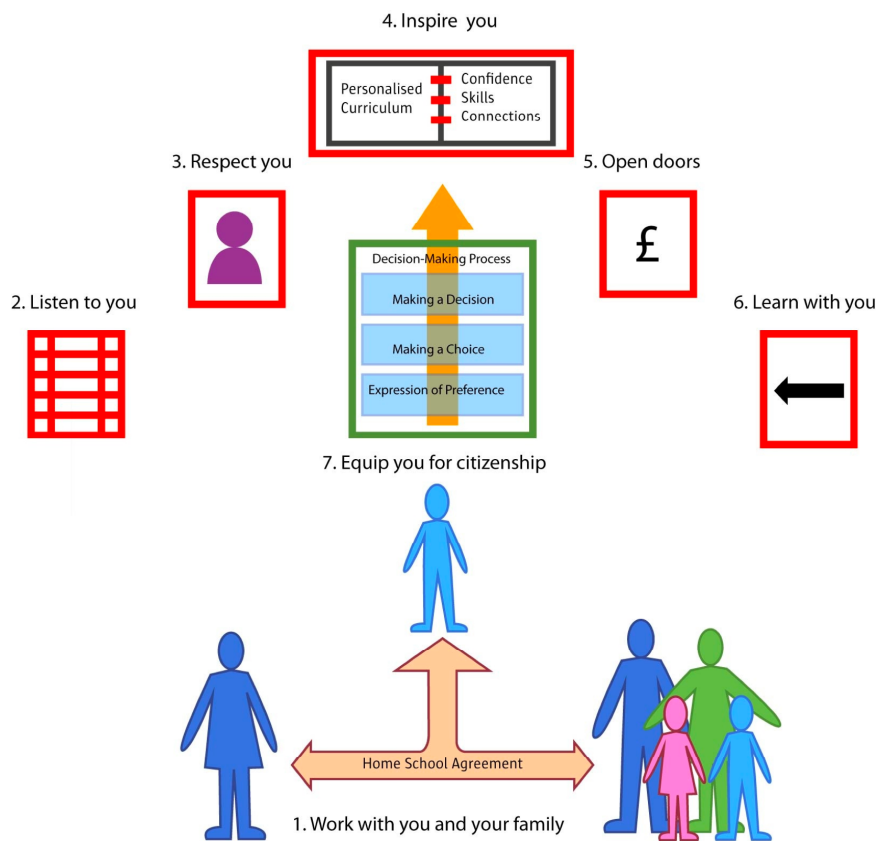 4. Inspire you
Personalised
Curriculum
Confidence
Skills
Connections
3. Respect you
5. Open doors
£
2. Listen to you
6. Learn with you
Decision-Making Process
Making a Decision
Making a Choice
Expression of Preference
7. Equip you for citizenship
Home School Agreement
1. Work with you and your family